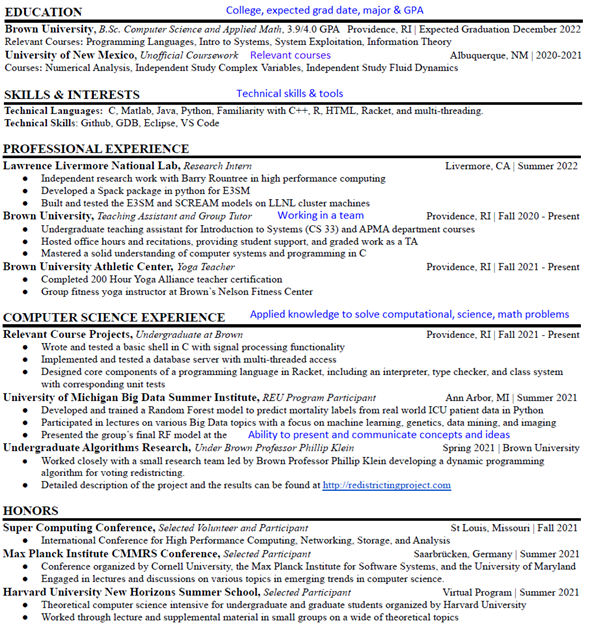 EDUCATION College, expected grad date, major & GPA
Brown University, B.Sc. Computer Science and Applied Math, 3.9/4.0 GPA Providence, RI | Expected Graduation December 2022
Relevant Courses: Programming Languages, Intro to Systems, System Exploitation, Information Theory
University of New Mexico, Unofficial Coursework Relevant courses Albuquerque, NM | 2020-2021
Courses: Numerical Analysis, Independent Study Complex Variables, Independent Study Fluid Dynamics
SKILLS & INTERESTS Technical skills & tools
Technical Languages: C, Matlab, Java, Python, Familiarity with C++, R, HTML, Racket, and multi-threading.
Technical Skills: Github, GDB, Eclipse, VS Code
PROFESSIONAL EXPERIENCE
Lawrence Livermore National Lab, Research Intern Livermore, CA | Summer 2022
● Independent research work with Barry Rountree in high performance computing
● Developed a Spack package in python for E3SM
● Built and tested the E3SM and SCREAM models on LLNL cluster machines
Brown University, Teaching Assistant and Group Tutor Working in a team Providence, RI | Fall 2020 - Present
● Undergraduate teaching assistant for Introduction to Systems (CS 33) and APMA department courses
● Hosted office hours and recitations, providing student support, and graded work as a TA
● Mastered a solid understanding of computer systems and programming in C
Brown University Athletic Center, Yoga Teacher Providence, RI | Fall 2021 - Present
● Completed 200 Hour Yoga Alliance teacher certification
● Group fitness yoga instructor at Brown's Nelson Fitness Center
COMPUTER SCIENCE EXPERIENCE Applied knowledge to solve computational, science, math problems
Relevant Course Projects, Undergraduate at Brown Providence, RI | Fall 2021 - Present
● Wrote and tested a basic shell in C with signal processing functionality
● Implemented and tested a database server with multi-threaded access
● Designed core components of a programming language in Racket, including an interpreter, type checker, and class system
with corresponding unit tests
University of Michigan Big Data Summer Institute, REU Program Participant Ann Arbor, MI | Summer 2021
● Developed and trained a Random Forest model to predict mortality labels from real world ICU patient data in Python
● Participated in lectures on various Big Data topics with a focus on machine learning, genetics, data mining, and imaging
● Presented the group's final RF model at the Ability to present and communicate concepts and ideas
Undergraduate Algorithms Research, Under Brown Professor Phillip Klein Spring 2021 | Brown University
● Worked closely with a small research team led by Brown Professor Phillip Klein developing a dynamic programming
algorithm for voting redistricting.
● Detailed description of the project and the results can be found at http://redistrictingproject.com
HONORS
Super Computing Conference, Selected Volunteer and Participant St Louis, Missouri | Fall 2021
● International Conference for High Performance Computing, Networking, Storage, and Analysis
Max Planck Institute CMMRS Conference, Selected Participant Saarbrücken, Germany | Summer 2021
● Conference organized by Cornell University, the Max Planck Institute for Software Systems, and the University of Maryland
● Engaged in lectures and discussions on various topics in emerging trends in computer science.
Harvard University New Horizons Summer School, Selected Participant Virtual Program | Summer 2021
● Theoretical computer science intensive for undergraduate and graduate students organized by Harvard University
● Worked through lecture and supplemental material in small groups on a wide of theoretical topics